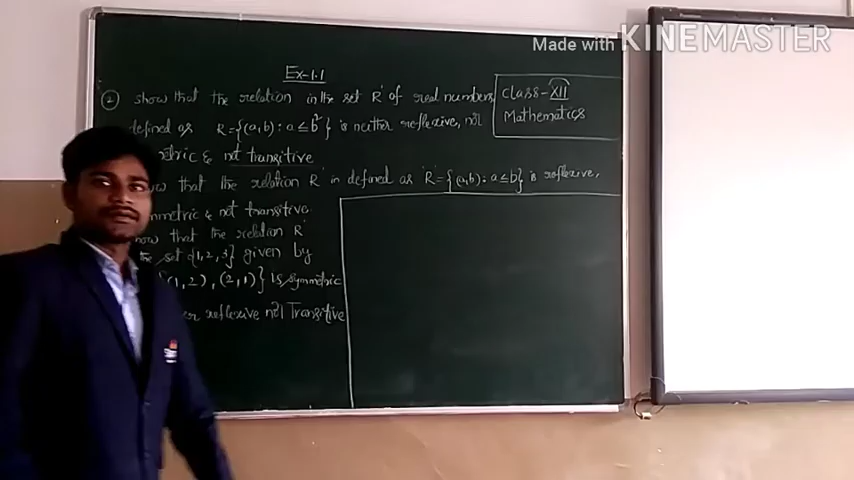 Made with KINEMASTER
Ex-1.1
② show that the relation in the set R' of real numbers
defined as R={(a,b): a≤b²} is neither reflexive, nor
metric & not transitive
that the relation R in defined as 'R'={(a,b): a≤b} is reflexive,
mmetric & not transitive.
how that the relation R'
the set {1,2,3} given by
(1,2), (2,1)} is symmetric
er reflexive nor Transitive
Class-XII
Mathematics